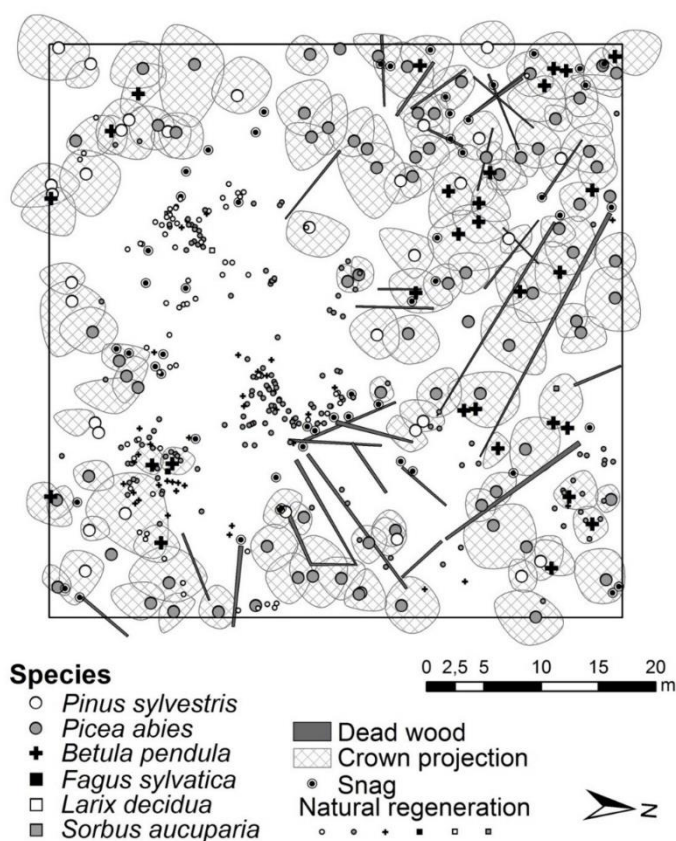 Species
Pinus sylvestris
Picea abies
Betula pendula
Fagus sylvatica
Larix decidua
Sorbus aucuparia
0 2,5 5 10 15 20
m
Dead wood
Crown projection
Snag
Natural regeneration
N